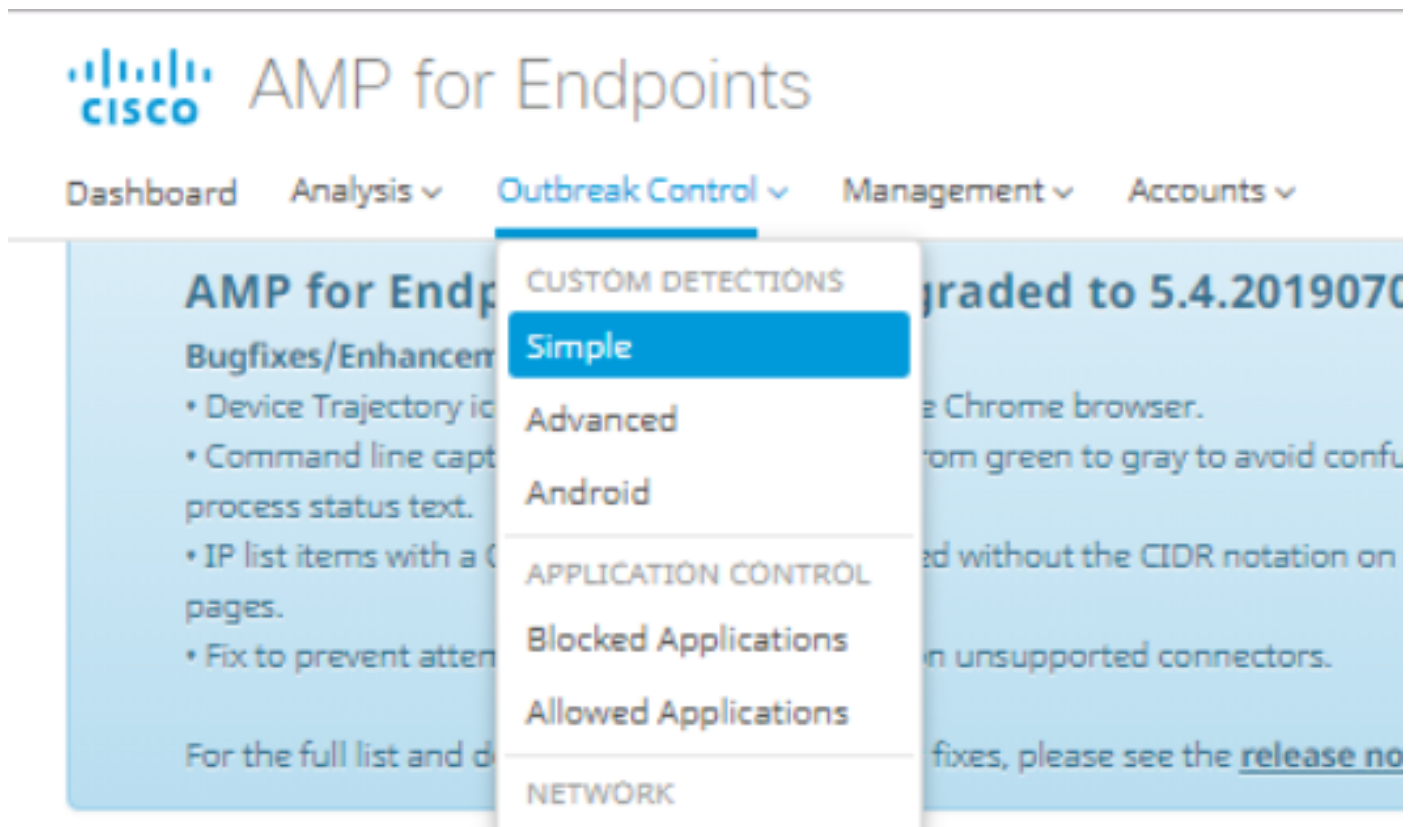 cisco AMP for Endpoints
Dashboard Analysis Outbreak Control Management Accounts
AMP for Endp
graded to 5.4.2019070
CUSTOM DETECTIONS
Simple
Advanced
Android
APPLICATION CONTROL
Blocked Applications
Allowed Applications
NETWORK
Bugfixes/Enhancem
• Device Trajectory ic
e Chrome browser.
• Command line capt
om green to gray to avoid confu
process status text.
• IP list items with a
ed without the CIDR notation on
pages.
• Fix to prevent atten
n unsupported connectors.
For the full list and d
fixes, please see the release no